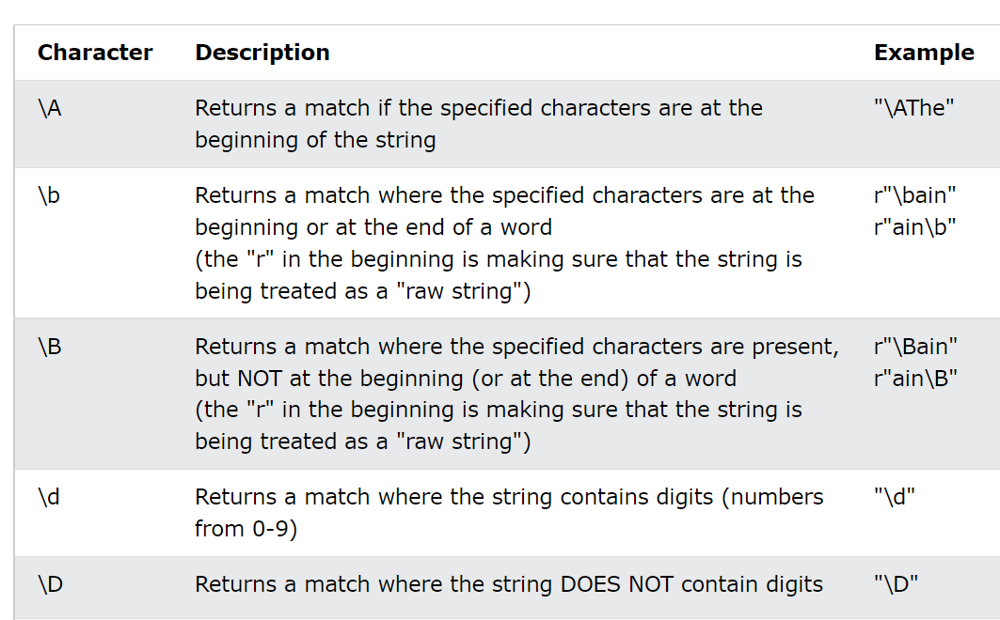 Character Description Example
\A Returns a match if the specified characters are at the "\AThe"
beginning of the string
\b Returns a match where the specified characters are at the r"\bain"
beginning or at the end of a word r"ain\b"
(the "r" in the beginning is making sure that the string is
being treated as a "raw string")
\B Returns a match where the specified characters are present, r"\Bain"
but NOT at the beginning (or at the end) of a word r"ain\B"
(the "r" in the beginning is making sure that the string is
being treated as a "raw string")
\d Returns a match where the string contains digits (numbers "\d"
from 0-9)
\D Returns a match where the string DOES NOT contain digits "\D"